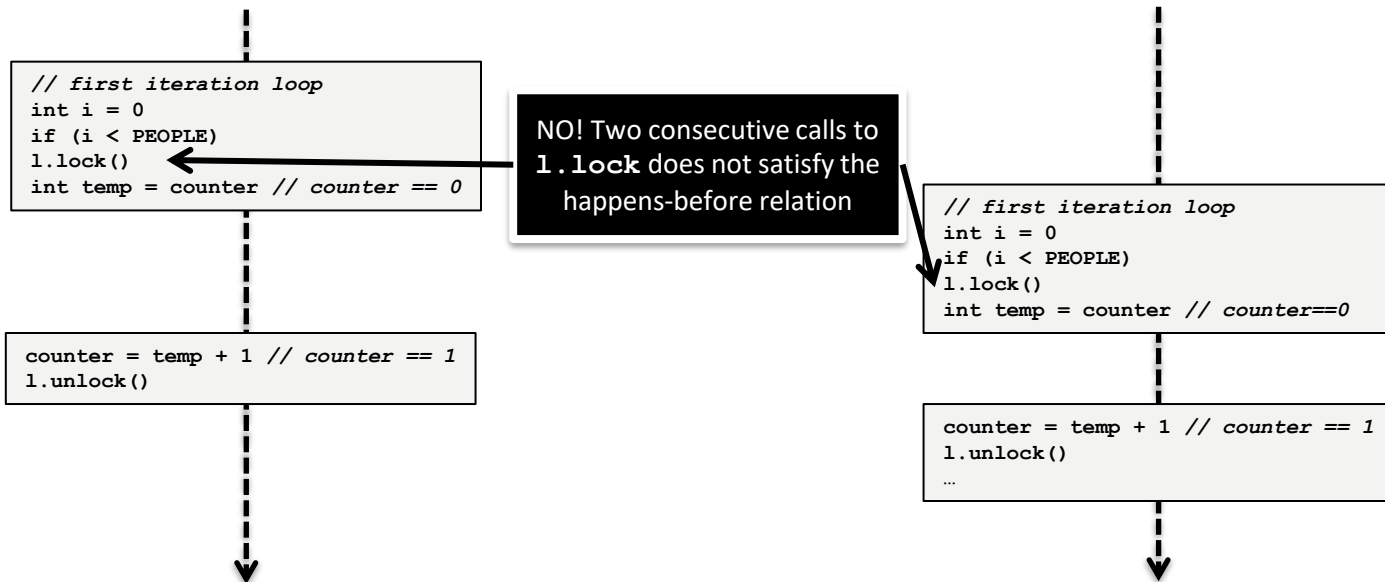 // first iteration loop
int i = 0
if (i < PEOPLE)
l.lock()
int temp = counter // counter == 0
counter = temp + 1 // counter == 1
l.unlock()
NO! Two consecutive calls to
l.lock does not satisfy the
happens-before relation
// first iteration loop
int i = 0
if (i < PEOPLE)
l.lock()
int temp = counter // counter==0
counter = temp + 1 // counter == 1
l.unlock()
…